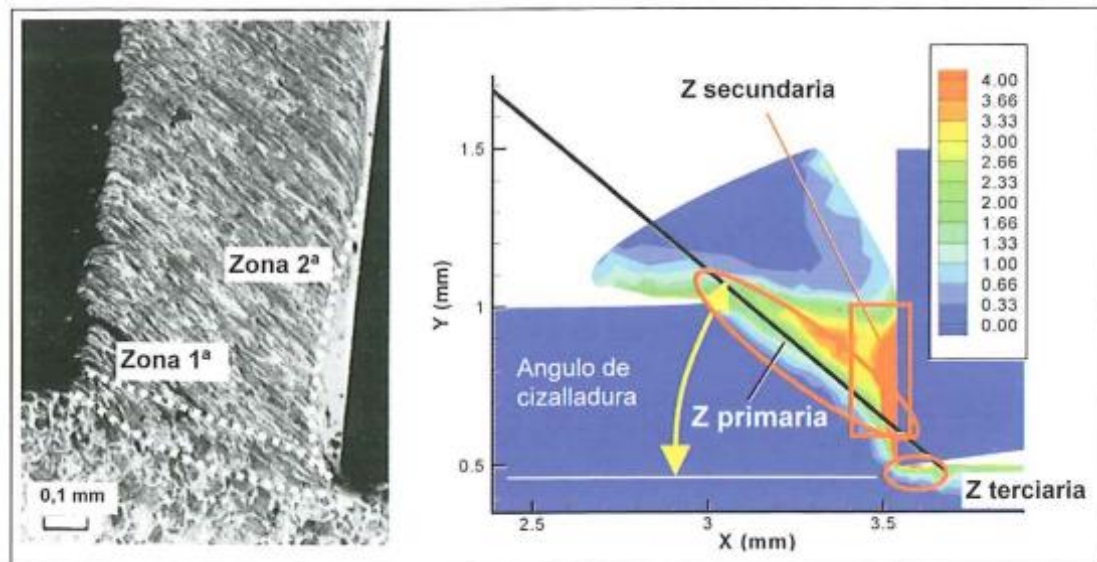 Zona 2ª
Zona 1ª
0,1 mm
Z secundaria
4.00
3.66
3.33
3.00
2.66
2.33
2.00
1.66
1.33
1.00
0.66
0.33
0.00
1.5
1
0.5
Y (mm)
Angulo de
cizalladura
Z primaria
Z terciaria
2.5
3
3.5
X (mm)